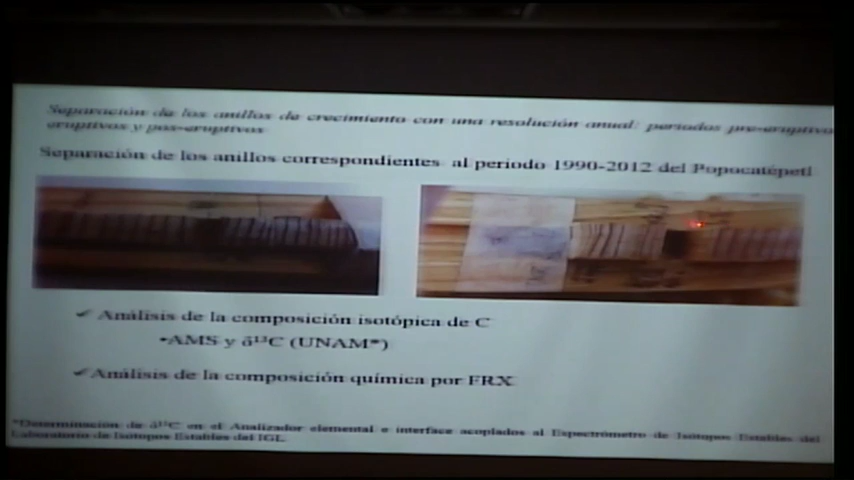 Separación de los anillos de crecimiento con una resolución anual: periodos pre-eruptivo
eruptivos y pos-eruptivos
Separación de los anillos correspondientes al periodo 1990-2012 del Popocatépetl
✓ Análisis de la composición isotópica de C
•AMS y δ¹³C (UNAM*)
✓ Análisis de la composición química por FRX
*Determinación de δ¹³C en el Analizador elemental e interface acoplados al Espectrómetro de Isótopos Estables del
Laboratorio de Isótopos Estables del IGL